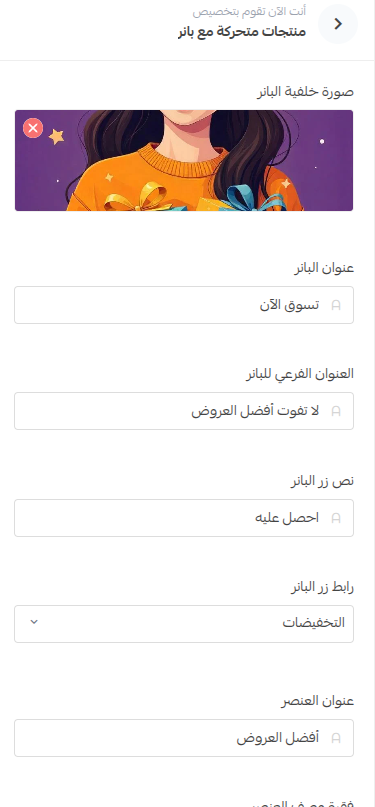 أنت الآن تقوم بتخصيص
منتجات متحركة مع بانر
صورة خلفية البانر
عنوان البانر
تسوق الآن
العنوان الفرعي للبانر
لا تفوت أفضل العروض
نص زر البانر
احصل عليه
رابط زر البانر
التخفيضات
عنوان العنصر
أفضل العروض